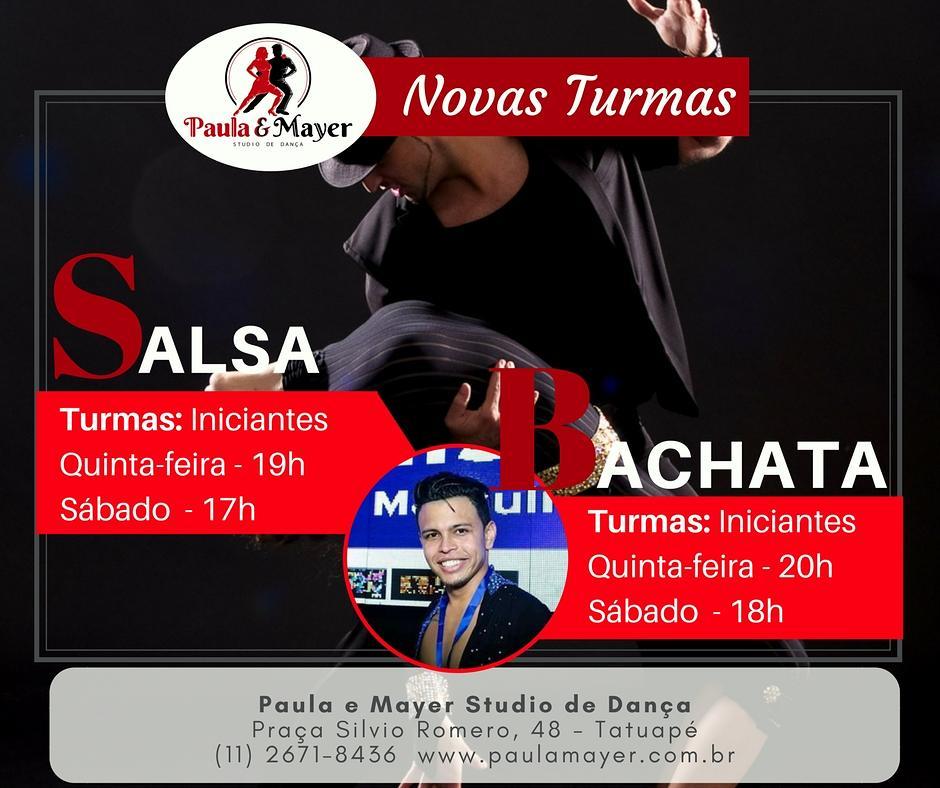 Paula & Mayer
STUDIO DE DANÇA
Novas Turmas
SALSA
Turmas: Iniciantes
Quinta-feira - 19h
Sábado - 17h
BACHATA
Turmas: Iniciantes
Quinta-feira - 20h
Sábado - 18h
Paula e Mayer Studio de Dança
Praça Silvio Romero, 48 - Tatuapé
(11) 2671-8436 www.paulamayer.com.br